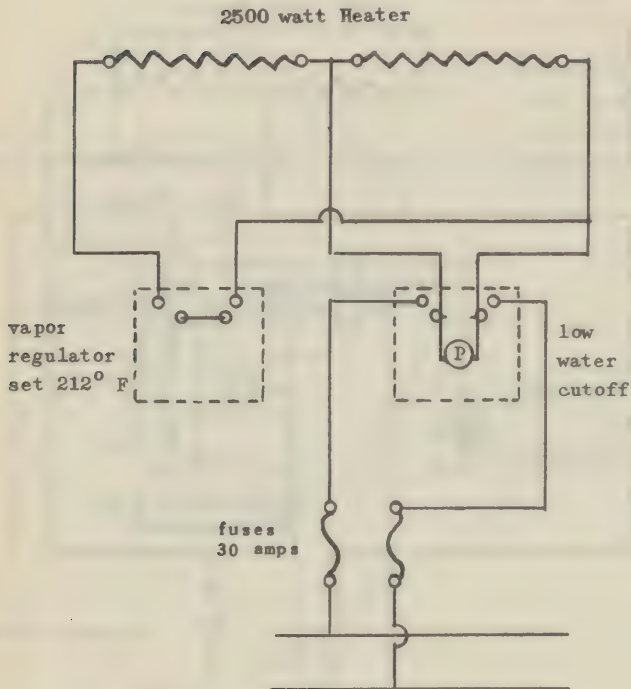 2500 watt Heater
vapor
regulator
set 212° F
P
low
water
cutoff
fuses
30 amps